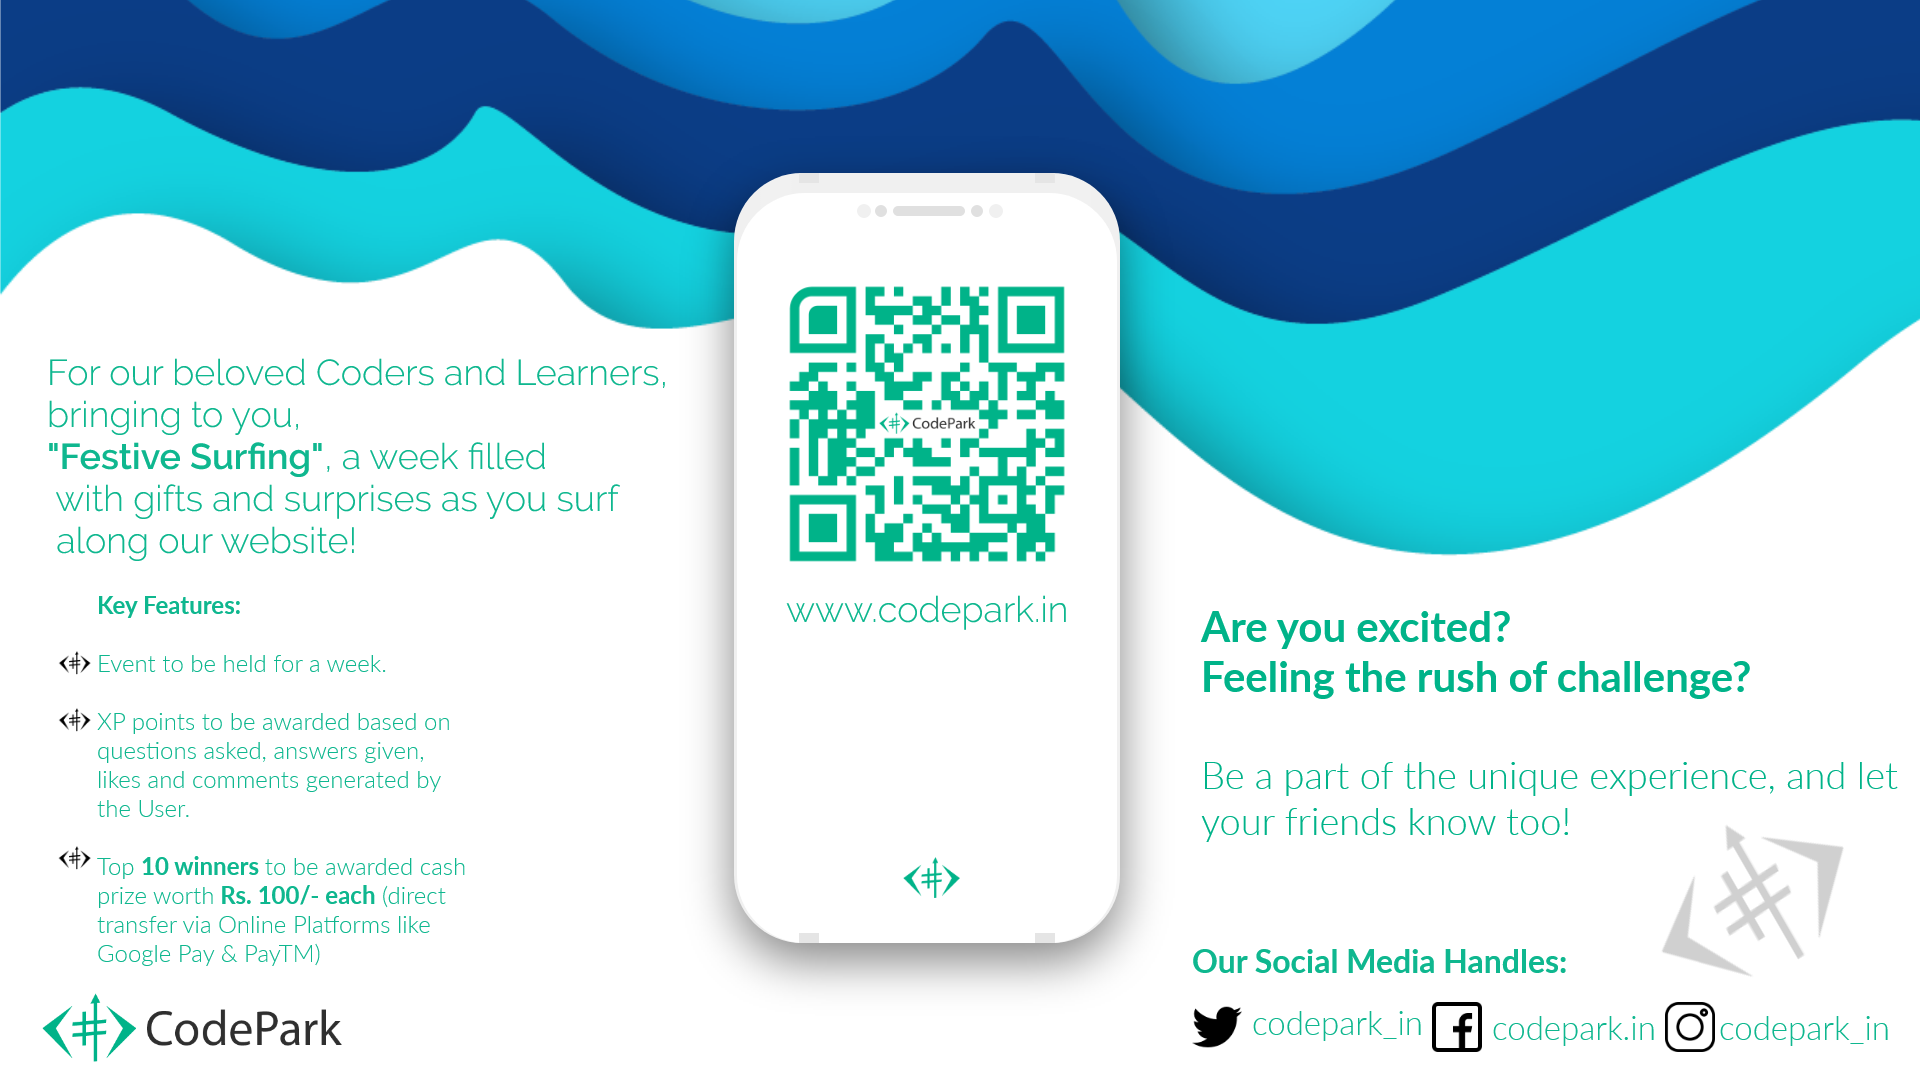 For our beloved Coders and Learners,
bringing to you,
"Festive Surfing", a week filled
with gifts and surprises as you surf
along our website!
Key Features:
Event to be held for a week.
XP points to be awarded based on
questions asked, answers given,
likes and comments generated by
the User.
Top 10 winners to be awarded cash
prize worth Rs. 100/- each (direct
transfer via Online Platforms like
Google Pay & PayTM)
CodePark
CodePark
www.codepark.in
Are you excited?
Feeling the rush of challenge?
Be a part of the unique experience, and let
your friends know too!
Our Social Media Handles:
codepark_in codepark.in codepark_in